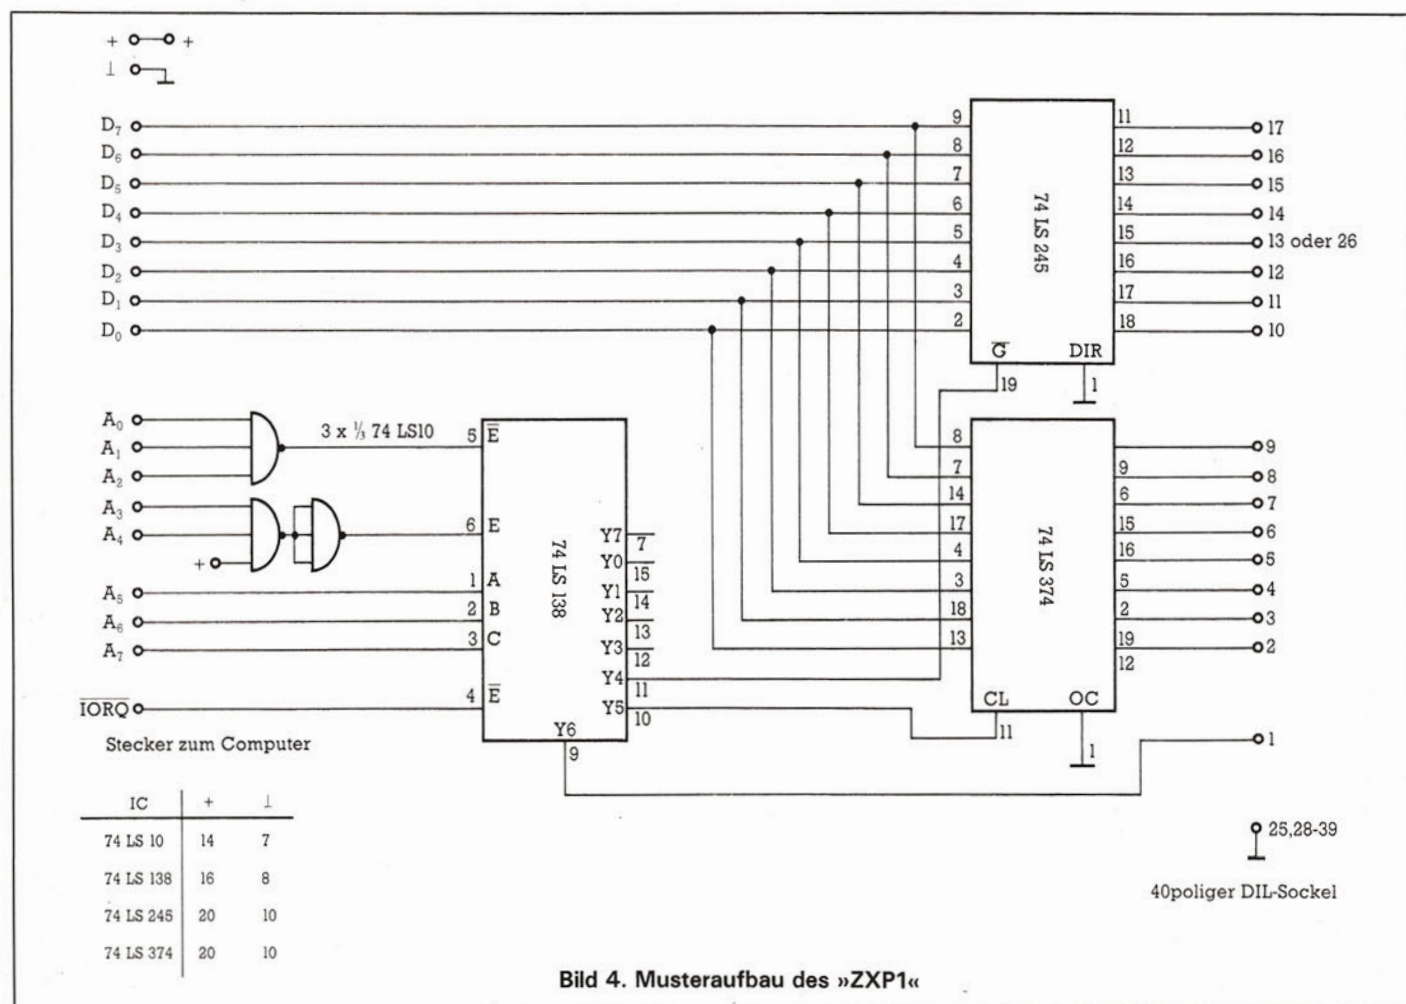 + +
⊥
D₇ 9 11 17
D₆ 8 12 16
D₅ 7 13 15
D₄ 6 14 14
D₃ 5 15 13 oder 26
D₂ 4 16 12
D₁ 3 17 11
D₀ 2 18 10
74 LS 245
G̅ DIR
19 1
A₀
A₁
A₂
3 x ⅓ 74 LS10
5 E̅
A₃
A₄
+
6 E
A₅ 1 A
A₆ 2 B
A₇ 3 C
I̅O̅R̅Q̅ 4 E̅
74 LS 138
Y7 7
Y0 15
Y1 14
Y2 13
Y3 12
Y4 11
Y5 10
Y6
9
8 9
7 9 8
14 6 7
17 15 6
4 16 5
3 5 4
18 2 3
13 19 2
12
74 LS 374
CL OC
11 1
1
Stecker zum Computer
IC + ⊥
74 LS 10 14 7
74 LS 138 16 8
74 LS 245 20 10
74 LS 374 20 10
25,28-39
40poliger DIL-Sockel
Bild 4. Musteraufbau des »ZXP1«